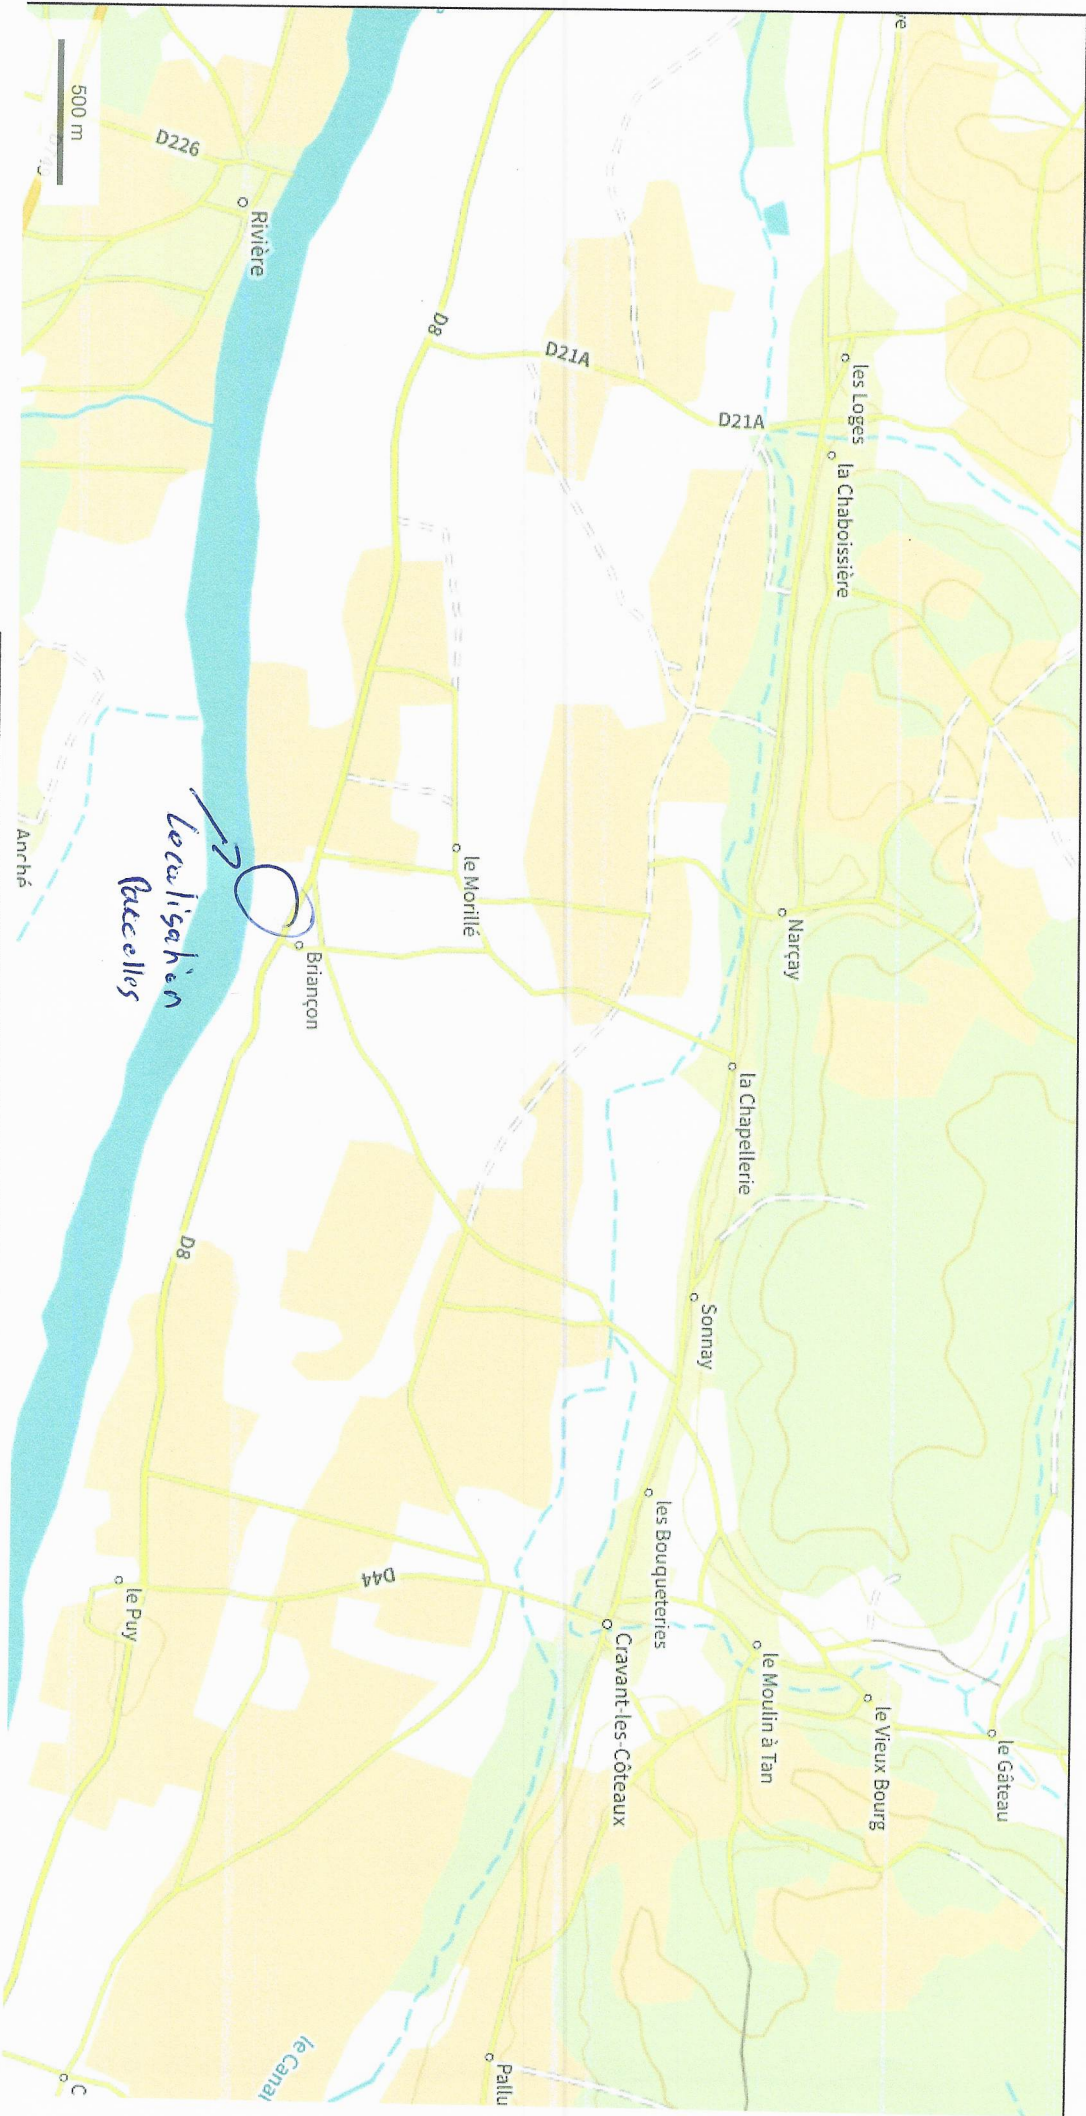 ve
les Loges
la Chaboissière
D21A
D21A
D8
Rivière
D226
500 m
Narçay
le Morillé
Briançon
Localisation
Parcelles
Anché
la Chapellerie
Sonnay
D8
les Bouqueteries
le Gâteau
le Vieux Bourg
le Moulin à Tan
Cravant-les-Côteaux
D44
le Puy
Pallu
le Canal
C